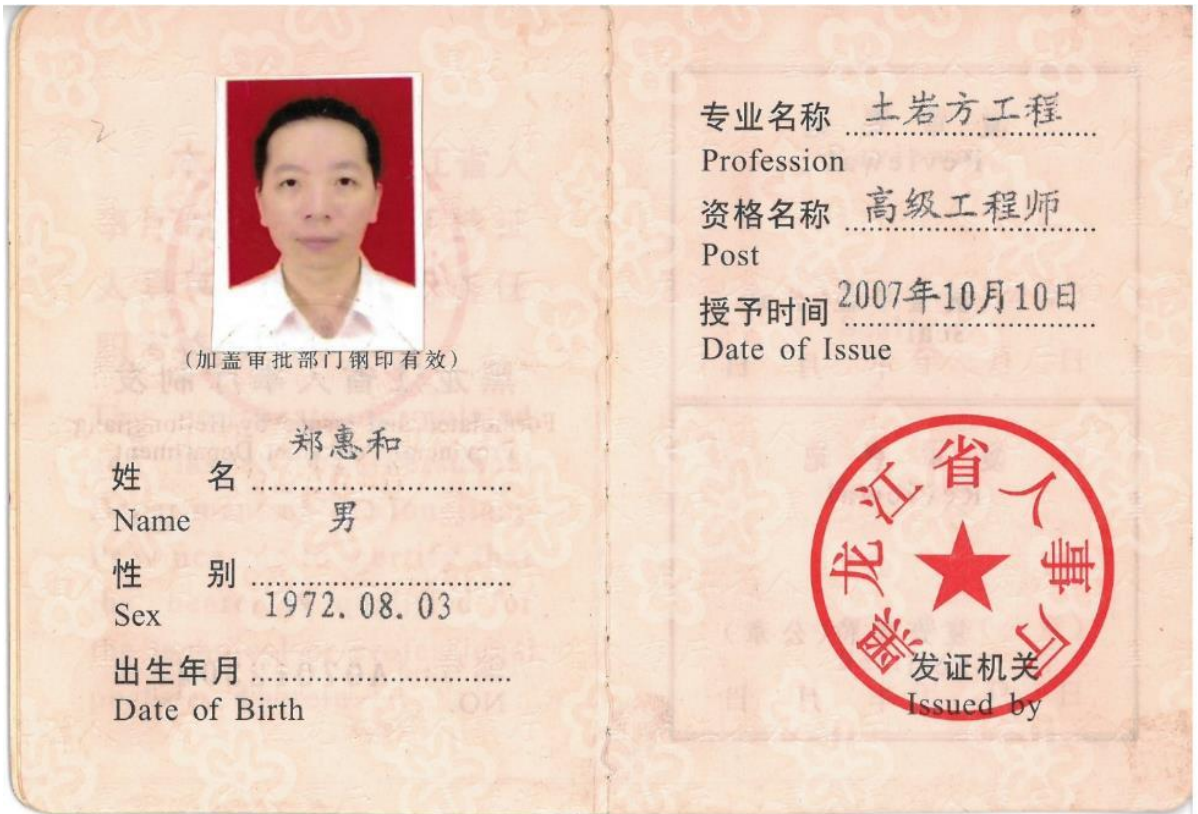 (加盖审批部门钢印有效)
郑惠和
姓 名
Name
男
性 别
Sex
1972.08.03
出生年月
Date of Birth
专业名称 土岩方工程
Profession
资格名称 高级工程师
Post
授予时间 2007年10月10日
Date of Issue
黑龙江省人事厅
发证机关
Issued by